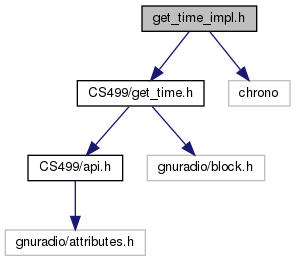 get_time_impl.h
CS499/get_time.h
chrono
CS499/api.h
gnuradio/block.h
gnuradio/attributes.h